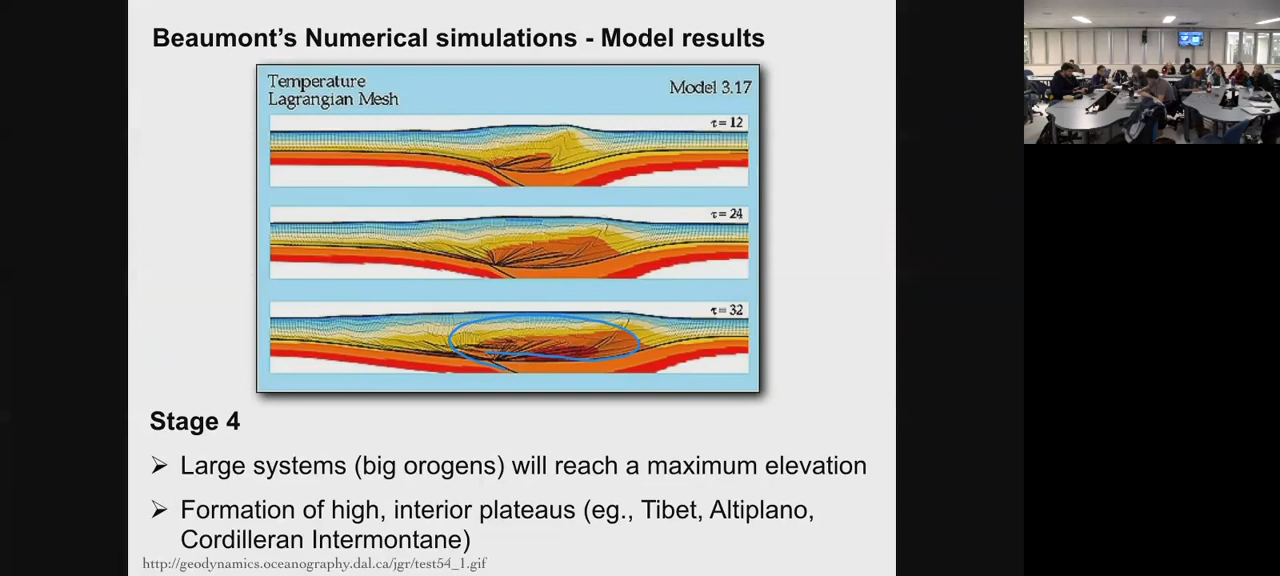 Beaumont's Numerical simulations - Model results
Temperature
Lagrangian Mesh
Model 3.17
τ= 12
τ= 24
τ= 32
Stage 4
➢ Large systems (big orogens) will reach a maximum elevation
➢ Formation of high, interior plateaus (eg., Tibet, Altiplano,
Cordilleran Intermontane)
http://geodynamics.oceanography.dal.ca/jgr/test54_1.gif